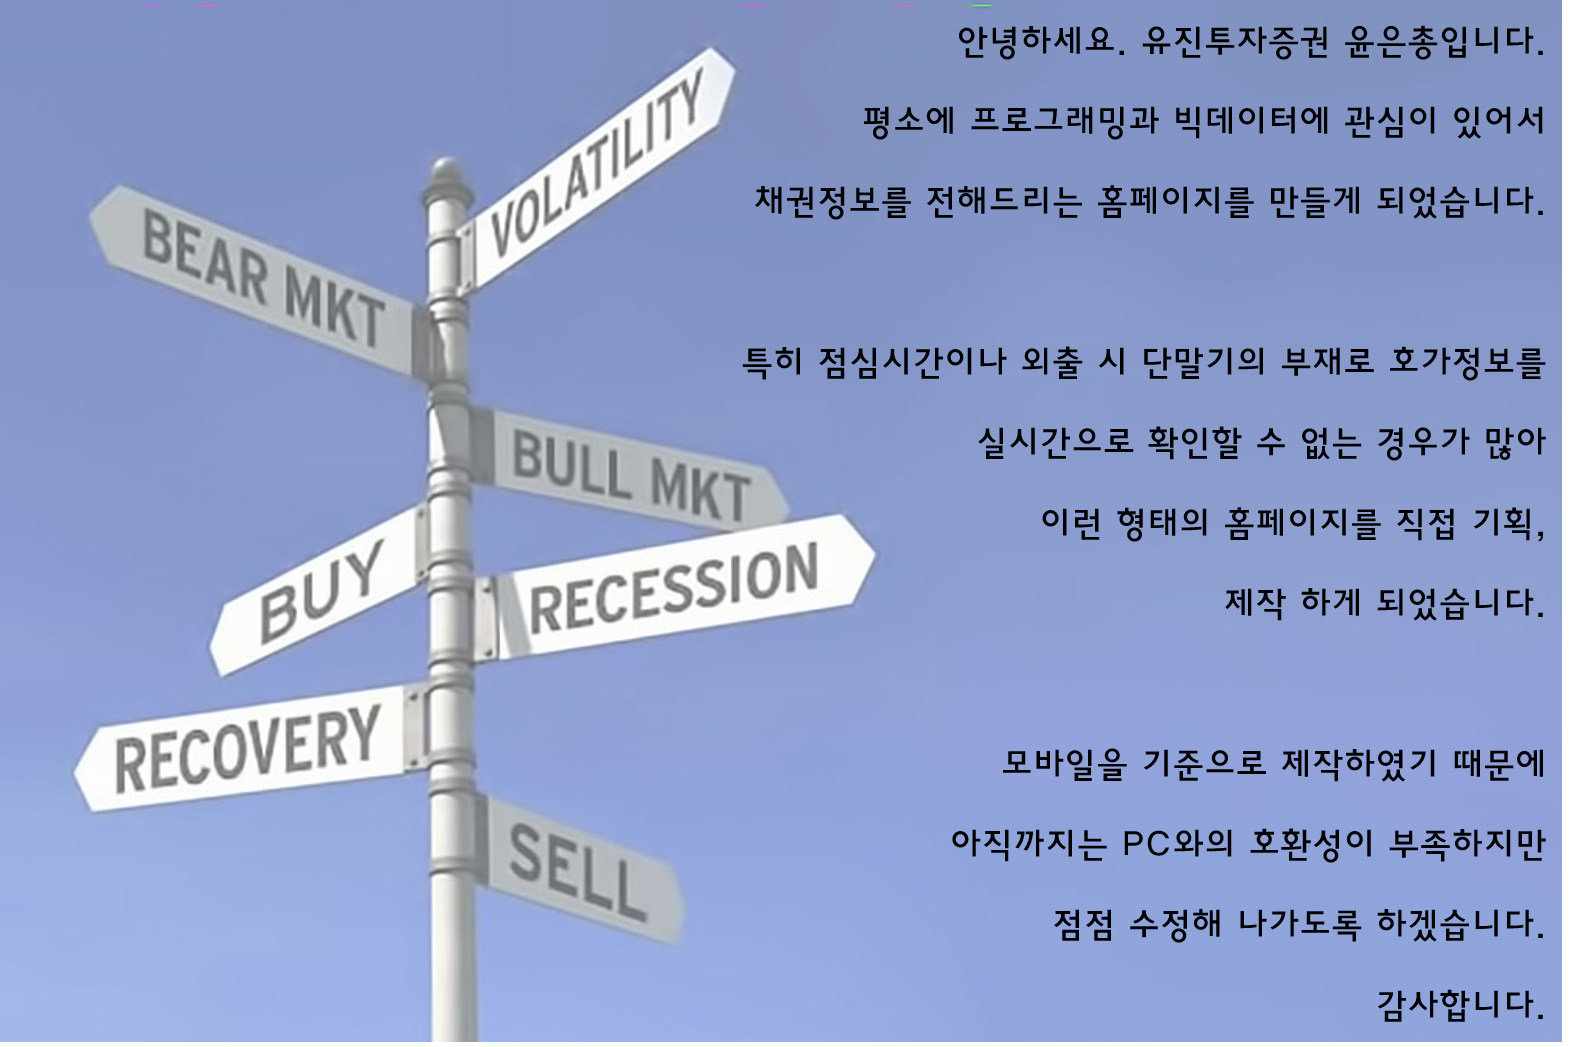 안녕하세요. 유진투자증권 윤은총입니다.
평소에 프로그래밍과 빅데이터에 관심이 있어서
채권정보를 전해드리는 홈페이지를 만들게 되었습니다.
특히 점심시간이나 외출 시 단말기의 부재로 호가정보를
실시간으로 확인할 수 없는 경우가 많아
이런 형태의 홈페이지를 직접 기획,
제작 하게 되었습니다.
모바일을 기준으로 제작하였기 때문에
아직까지는 PC와의 호환성이 부족하지만
점점 수정해 나가도록 하겠습니다.
감사합니다.
VOLATILITY
BEAR MKT
BULL MKT
BUY
RECESSION
RECOVERY
SELL